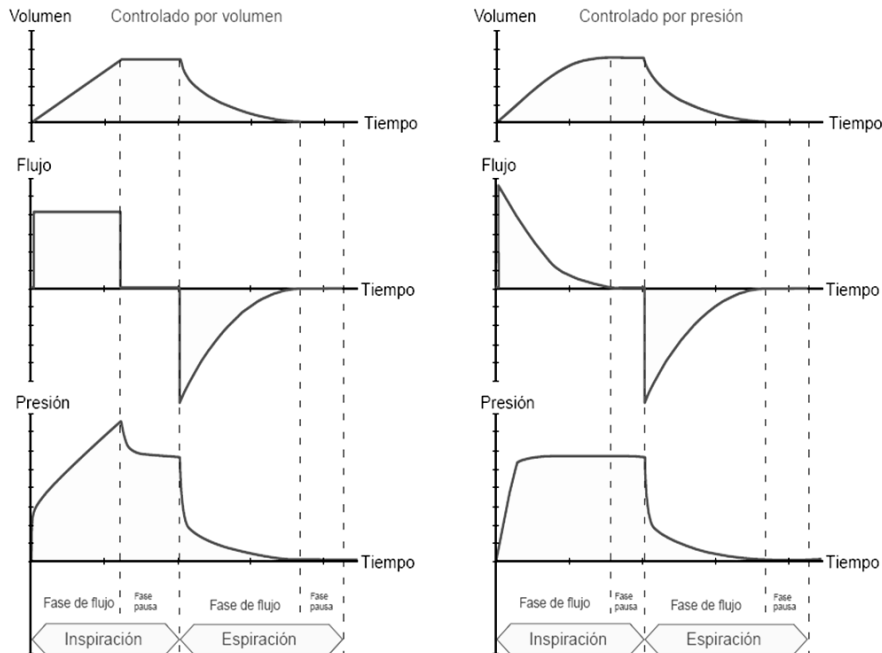 Volumen
Controlado por volumen
Tiempo
Flujo
Tiempo
Presión
Tiempo
Fase de flujo
Fase
pausa
Fase de flujo
Fase
pausa
Inspiración
Espiración
Volumen
Controlado por presión
Tiempo
Flujo
Tiempo
Presión
Tiempo
Fase de flujo
Fase
pausa
Fase de flujo
Fase
pausa
Inspiración
Espiración